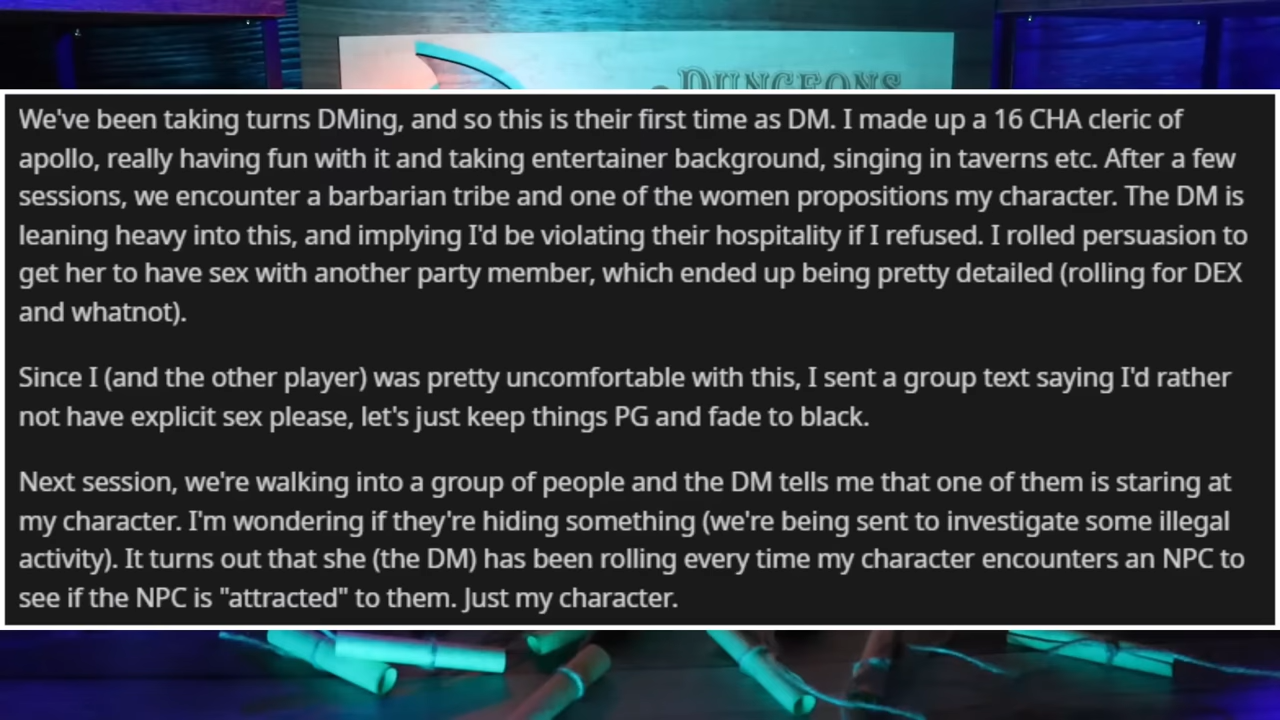 DUNGEONS
We've been taking turns DMing, and so this is their first time as DM. I made up a 16 CHA cleric of
apollo, really having fun with it and taking entertainer background, singing in taverns etc. After a few
sessions, we encounter a barbarian tribe and one of the women propositions my character. The DM is
leaning heavy into this, and implying I'd be violating their hospitality if I refused. I rolled persuasion to
get her to have sex with another party member, which ended up being pretty detailed (rolling for DEX
and whatnot).
Since I (and the other player) was pretty uncomfortable with this, I sent a group text saying I'd rather
not have explicit sex please, let's just keep things PG and fade to black.
Next session, we're walking into a group of people and the DM tells me that one of them is staring at
my character. I'm wondering if they're hiding something (we're being sent to investigate some illegal
activity). It turns out that she (the DM) has been rolling every time my character encounters an NPC to
see if the NPC is "attracted" to them. Just my character.